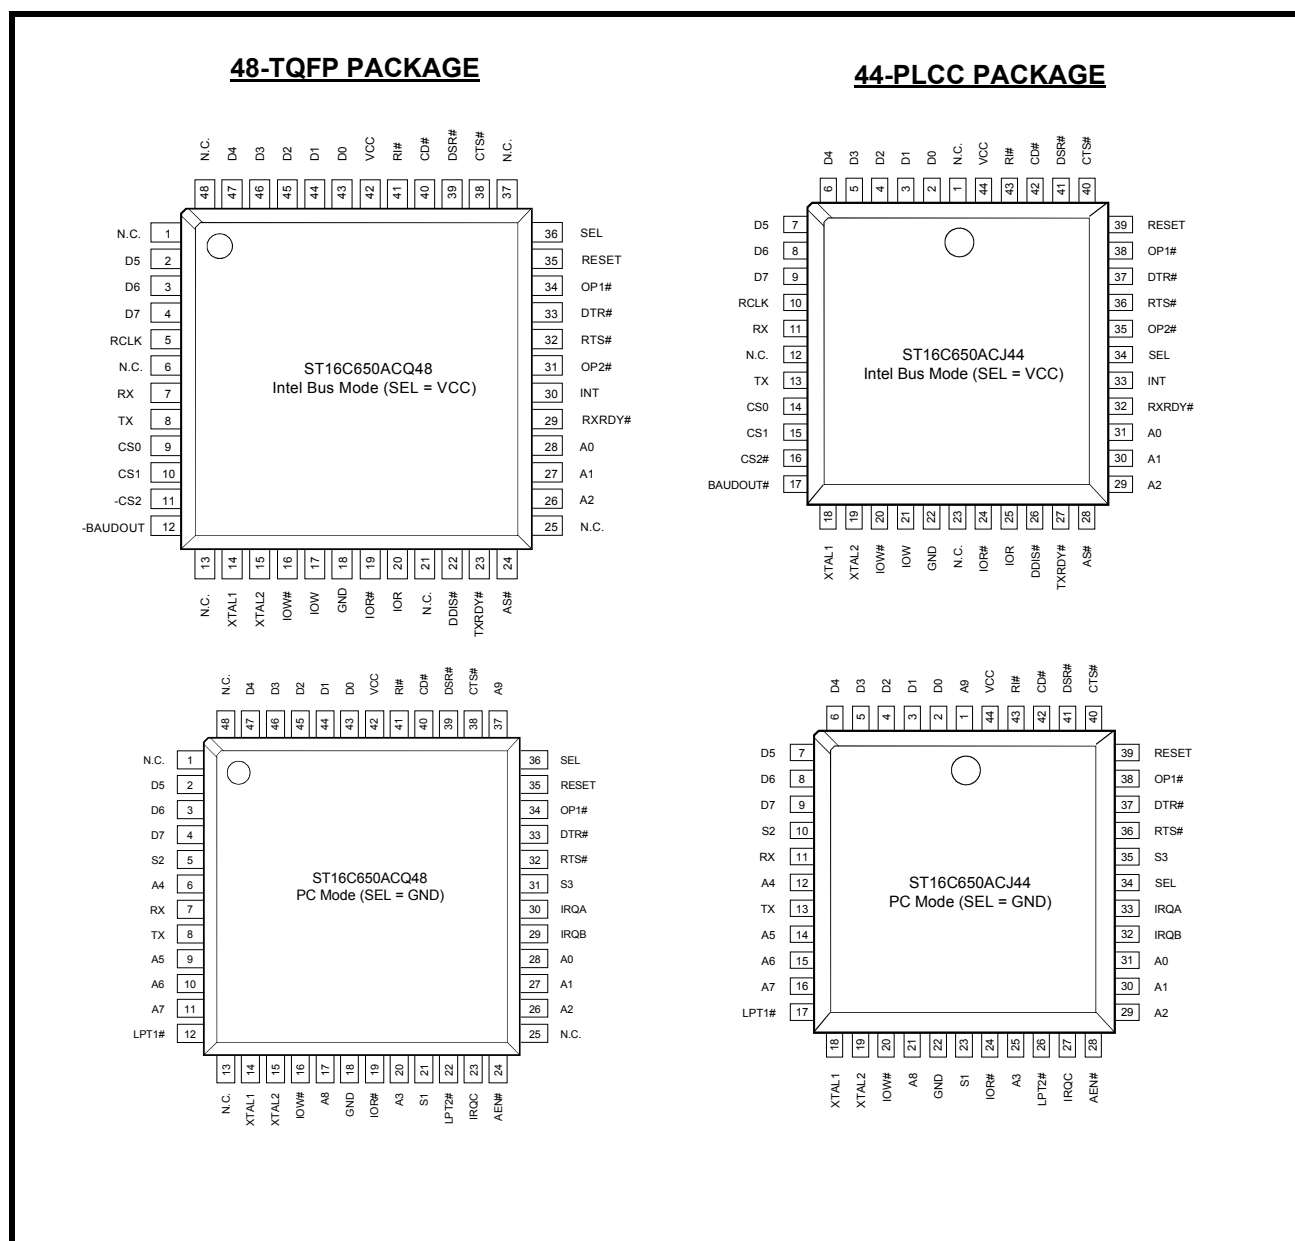 48-TQFP PACKAGE
N.C. D4 D3 D2 D1 D0 VCC RI# CD# DSR# CTS# N.C.
48 47 46 45 44 43 42 41 40 39 38 37
N.C. 1 36 SEL
D5 2 35 RESET
D6 3 34 OP1#
D7 4 33 DTR#
RCLK 5 32 RTS#
N.C. 6 31 OP2#
RX 7 30 INT
TX 8 29 RXRDY#
CS0 9 28 A0
CS1 10 27 A1
-CS2 11 26 A2
-BAUDOUT 12 25 N.C.
ST16C650ACQ48
Intel Bus Mode (SEL = VCC)
13 14 15 16 17 18 19 20 21 22 23 24
N.C. XTAL1 XTAL2 IOW# IOW GND IOR# IOR N.C. DDIS# TXRDY# AS#
44-PLCC PACKAGE
D4 D3 D2 D1 D0 N.C. VCC RI# CD# DSR# CTS#
6 5 4 3 2 1 44 43 42 41 40
D5 7 39 RESET
D6 8 38 OP1#
D7 9 37 DTR#
RCLK 10 36 RTS#
RX 11 35 OP2#
N.C. 12 34 SEL
TX 13 33 INT
CS0 14 32 RXRDY#
CS1 15 31 A0
CS2# 16 30 A1
BAUDOUT# 17 29 A2
ST16C650ACJ44
Intel Bus Mode (SEL = VCC)
18 19 20 21 22 23 24 25 26 27 28
XTAL1 XTAL2 IOW# IOW GND N.C. IOR# IOR DDIS# TXRDY# AS#
N.C. D4 D3 D2 D1 D0 VCC RI# CD# DSR# CTS# A9
48 47 46 45 44 43 42 41 40 39 38 37
N.C. 1 36 SEL
D5 2 35 RESET
D6 3 34 OP1#
D7 4 33 DTR#
S2 5 32 RTS#
A4 6 31 S3
RX 7 30 IRQA
TX 8 29 IRQB
A5 9 28 A0
A6 10 27 A1
A7 11 26 A2
LPT1# 12 25 N.C.
ST16C650ACQ48
PC Mode (SEL = GND)
13 14 15 16 17 18 19 20 21 22 23 24
N.C. XTAL1 XTAL2 IOW# A8 GND IOR# A3 S1 LPT2# IRQC AEN#
D4 D3 D2 D1 D0 A9 VCC RI# CD# DSR# CTS#
6 5 4 3 2 1 44 43 42 41 40
D5 7 39 RESET
D6 8 38 OP1#
D7 9 37 DTR#
S2 10 36 RTS#
RX 11 35 S3
A4 12 34 SEL
TX 13 33 IRQA
A5 14 32 IRQB
A6 15 31 A0
A7 16 30 A1
LPT1# 17 29 A2
ST16C650ACJ44
PC Mode (SEL = GND)
18 19 20 21 22 23 24 25 26 27 28
XTAL1 XTAL2 IOW# A8 GND S1 IOR# A3 LPT2# IRQC AEN#